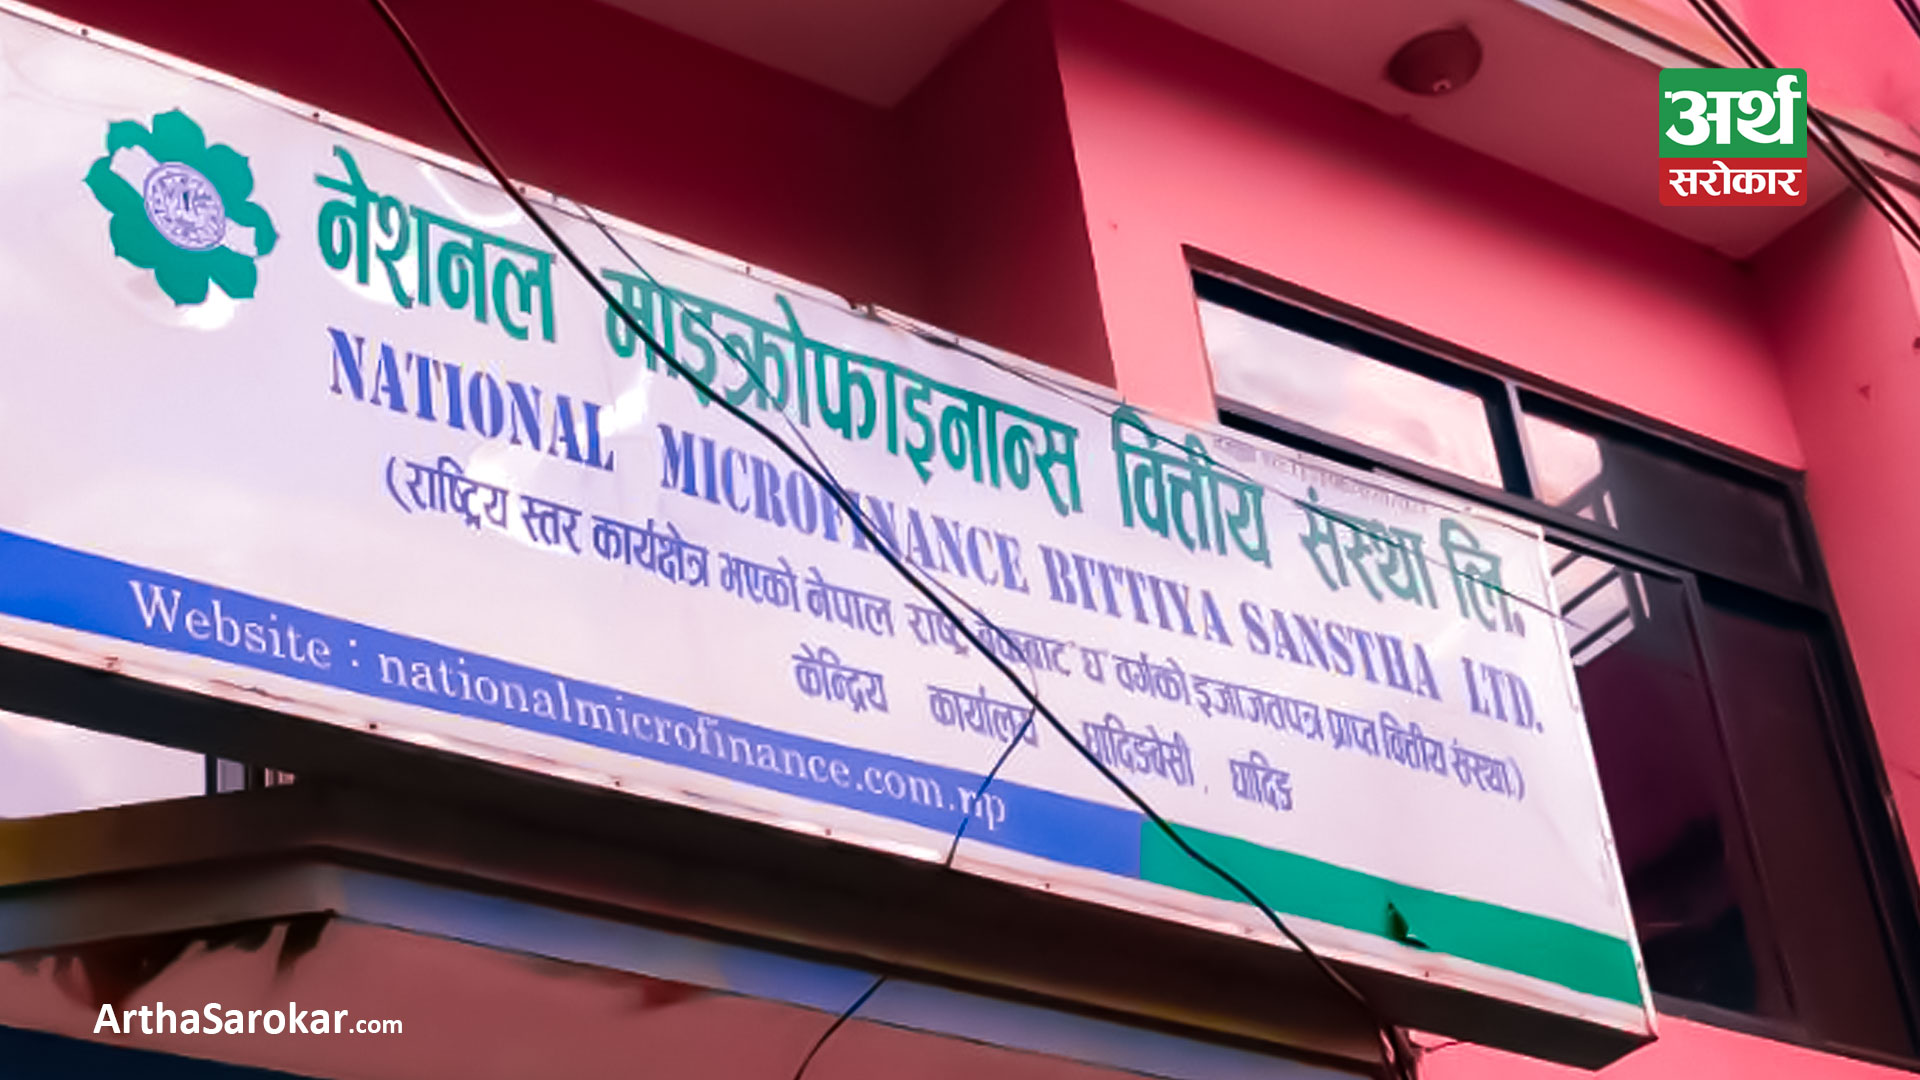 अर्थ
सरोकार
नेशनल माइक्रोफाइनान्स वित्तीय संस्था लि.
NATIONAL MICROFINANCE BITTIYA SANSTHA LTD.
(राष्ट्रिय स्तर कार्यक्षेत्र भएको नेपाल राष्ट्र बैंकबाट "घ" वर्गको इजाजतपत्र प्राप्त वित्तीय संस्था)
केन्द्रिय कार्यालय धादिङबेसी, धादिङ
Website : nationalmicrofinance.com.np
ArthaSarokar.com